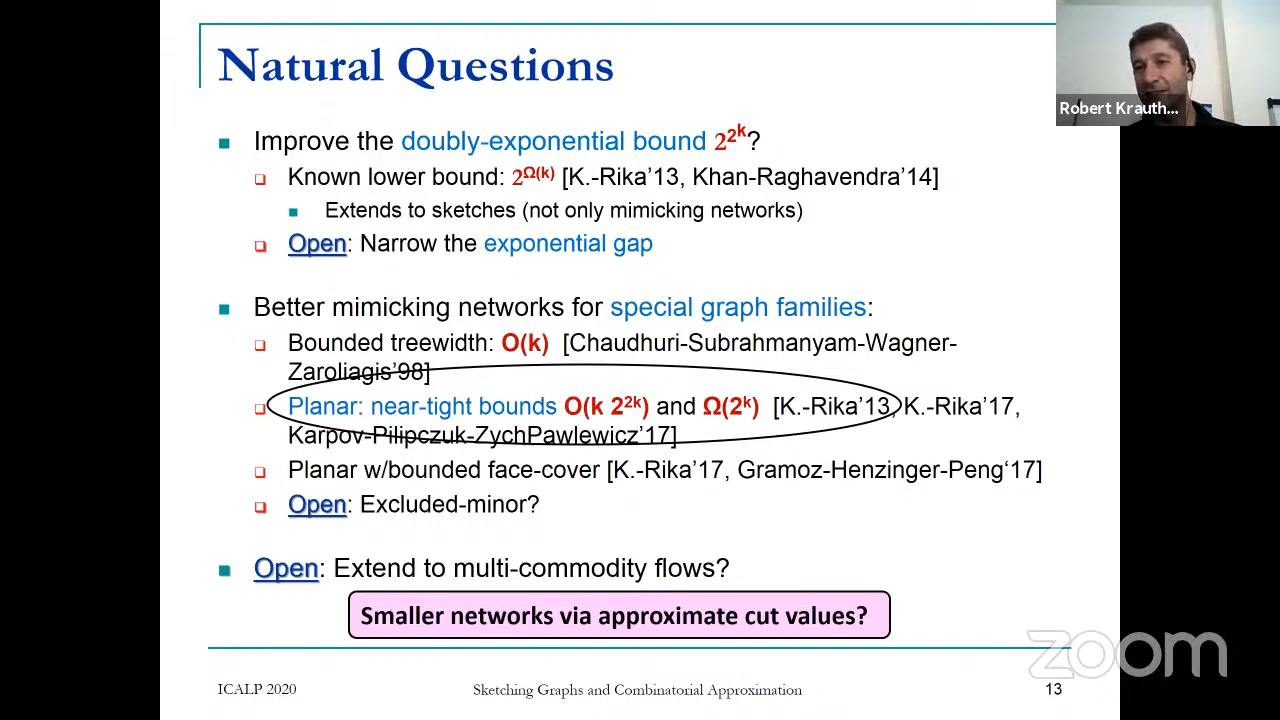 Natural Questions
Robert Krauth...
Improve the doubly-exponential bound 2^2^k?
Known lower bound: 2^Ω(k) [K.-Rika'13, Khan-Raghavendra'14]
Extends to sketches (not only mimicking networks)
Open: Narrow the exponential gap
Better mimicking networks for special graph families:
Bounded treewidth: O(k) [Chaudhuri-Subrahmanyam-Wagner-
Zaroliagis'98]
Planar: near-tight bounds O(k 2^2k) and Ω(2^k) [K.-Rika'13, K.-Rika'17,
Karpov-Pilipczuk-ZychPawlewicz'17]
Planar w/bounded face-cover [K.-Rika'17, Gramoz-Henzinger-Peng'17]
Open: Excluded-minor?
Open: Extend to multi-commodity flows?
Smaller networks via approximate cut values?
zoom
ICALP 2020
Sketching Graphs and Combinatorial Approximation
13